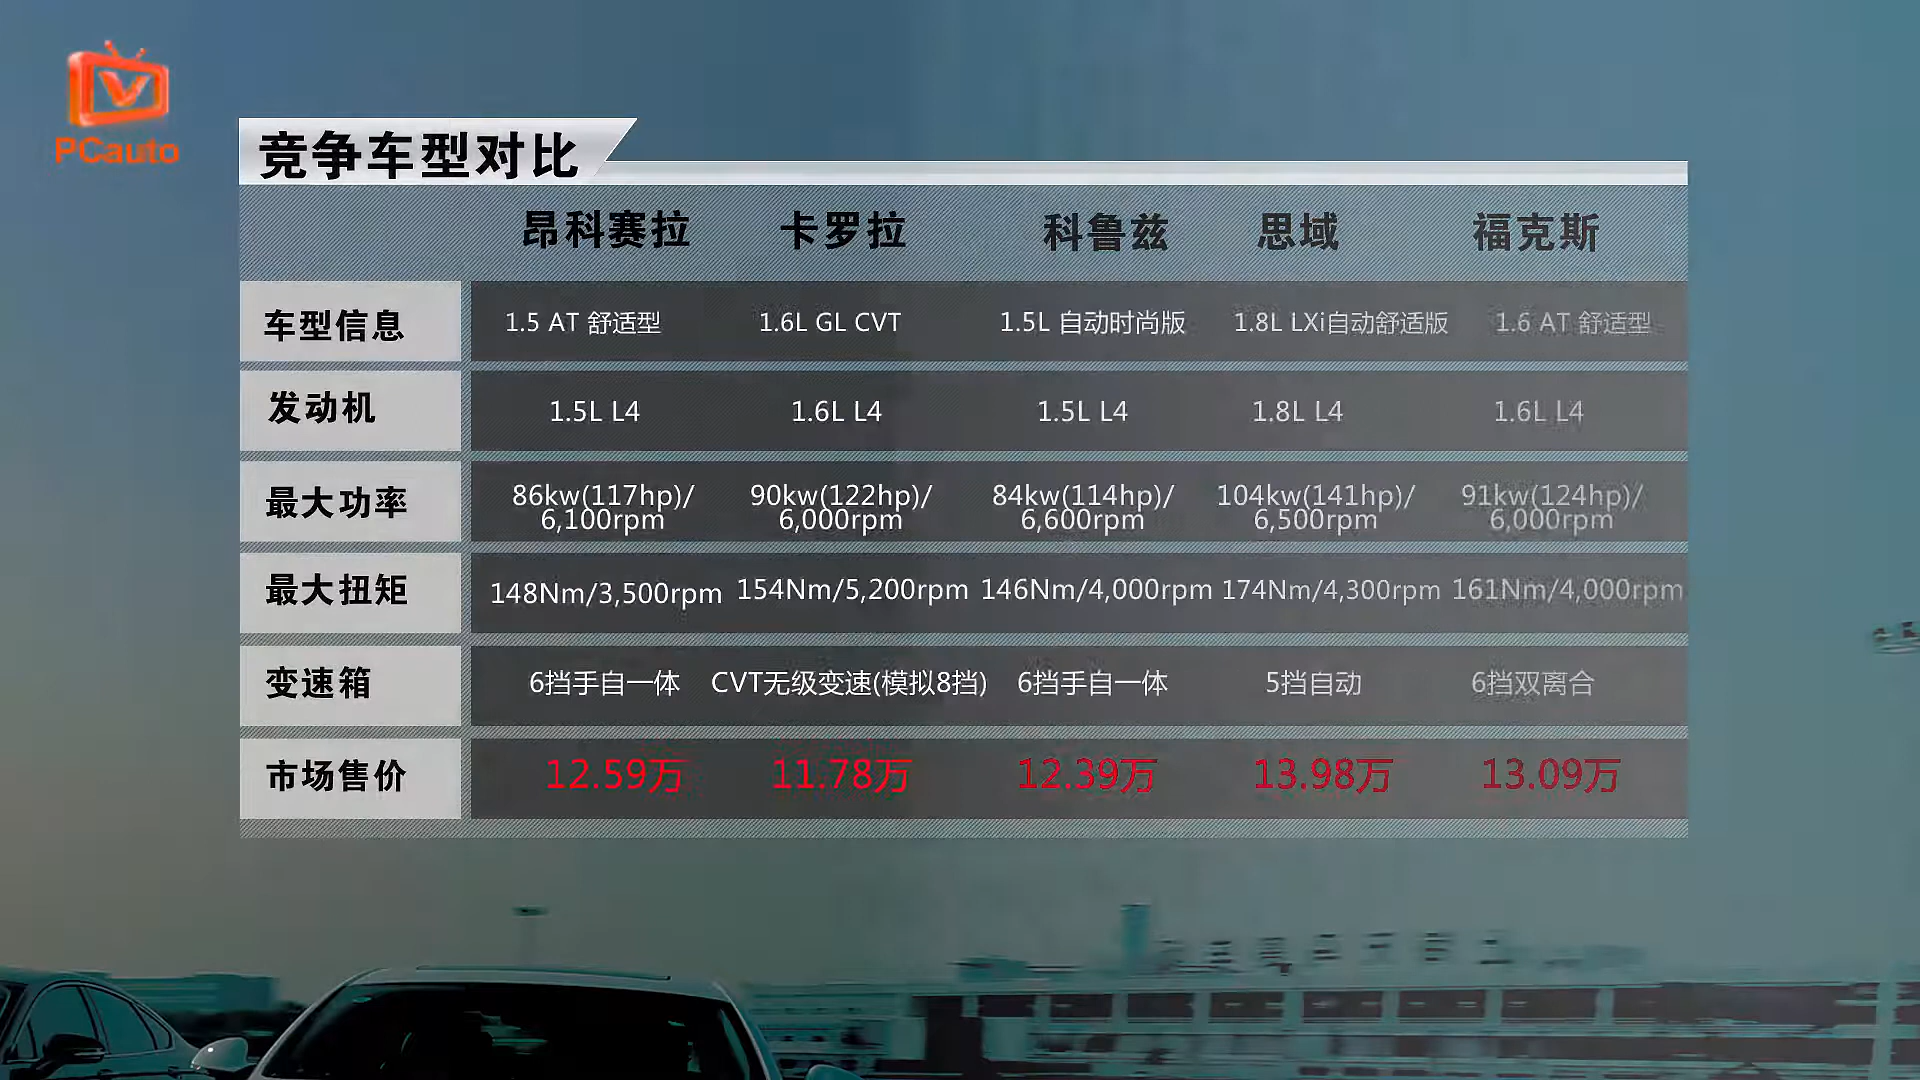 PCauto
竞争车型对比
昂科赛拉 卡罗拉 科鲁兹 思域 福克斯
车型信息 1.5 AT 舒适型 1.6L GL CVT 1.5L 自动时尚版 1.8L LXi自动舒适版 1.6 AT 舒适型
发动机 1.5L L4 1.6L L4 1.5L L4 1.8L L4 1.6L L4
最大功率 86kw(117hp)/ 90kw(122hp)/ 84kw(114hp)/ 104kw(141hp)/ 91kw(124hp)/
6,100rpm 6,000rpm 6,600rpm 6,500rpm 6,000rpm
最大扭矩 148Nm/3,500rpm 154Nm/5,200rpm 146Nm/4,000rpm 174Nm/4,300rpm 161Nm/4,000rpm
变速箱 6挡手自一体 CVT无级变速(模拟8挡) 6挡手自一体 5挡自动 6挡双离合
市场售价 12.59万 11.78万 12.39万 13.98万 13.09万